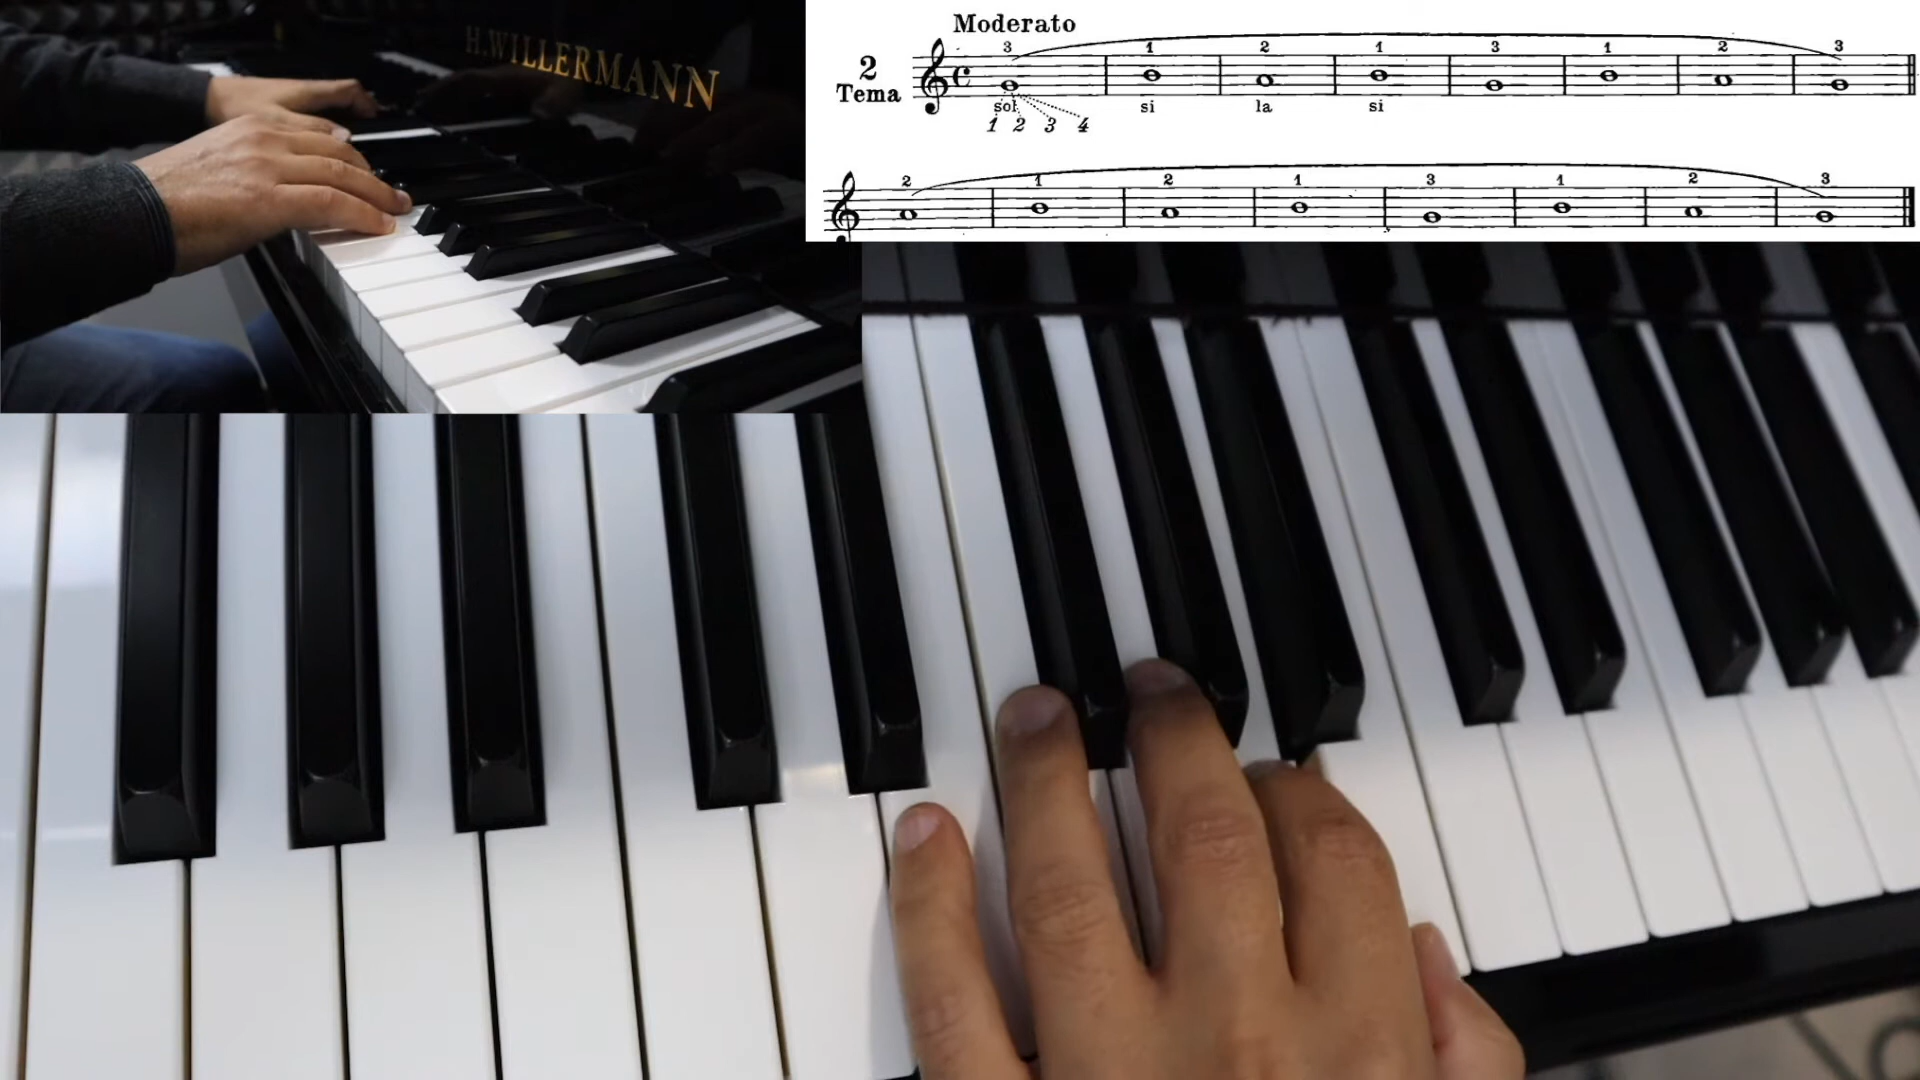 H.WILLERMANN
Moderato
3 1 2 1 3 1 2 3
2
Tema
sol si la si
1 2 3 4
2 1 2 1 3 1 2 3